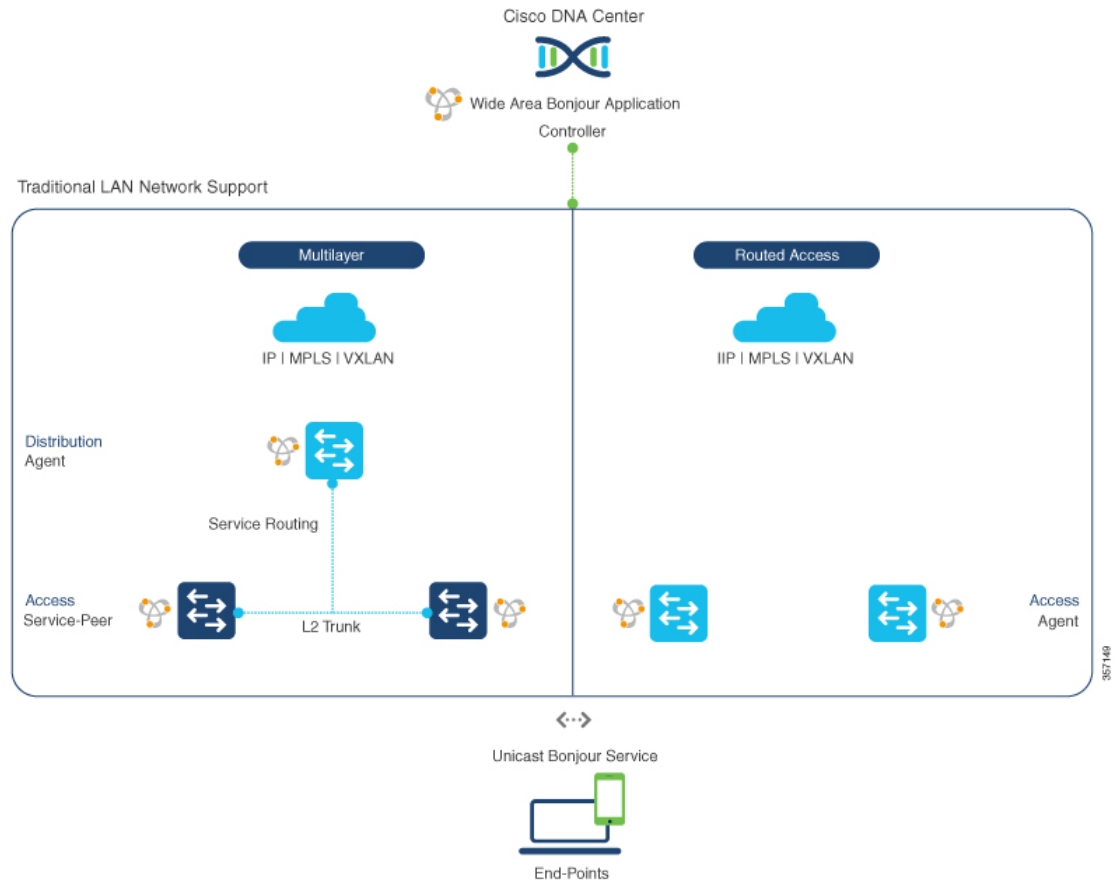 Cisco DNA Center
Wide Area Bonjour Application
Controller
Traditional LAN Network Support
Multilayer
Routed Access
IP | MPLS | VXLAN
IIP | MPLS | VXLAN
Distribution
Agent
Service Routing
Access
Service-Peer
L2 Trunk
Access
Agent
357149
Unicast Bonjour Service
End-Points